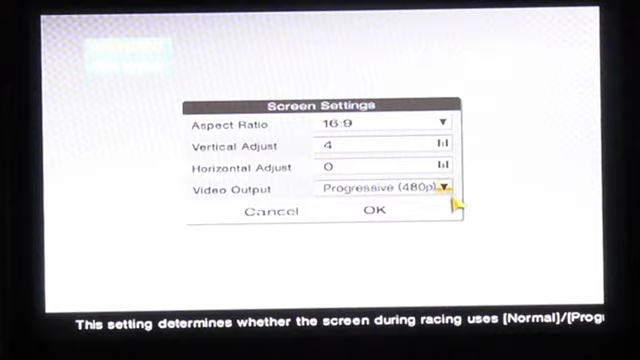 Screen Settings
Aspect Ratio 16:9
Vertical Adjust 4
Horizontal Adjust 0
Video Output Progressive (480p)
Cancel OK
This setting determines whether the screen during racing uses [Normal]/[Prog